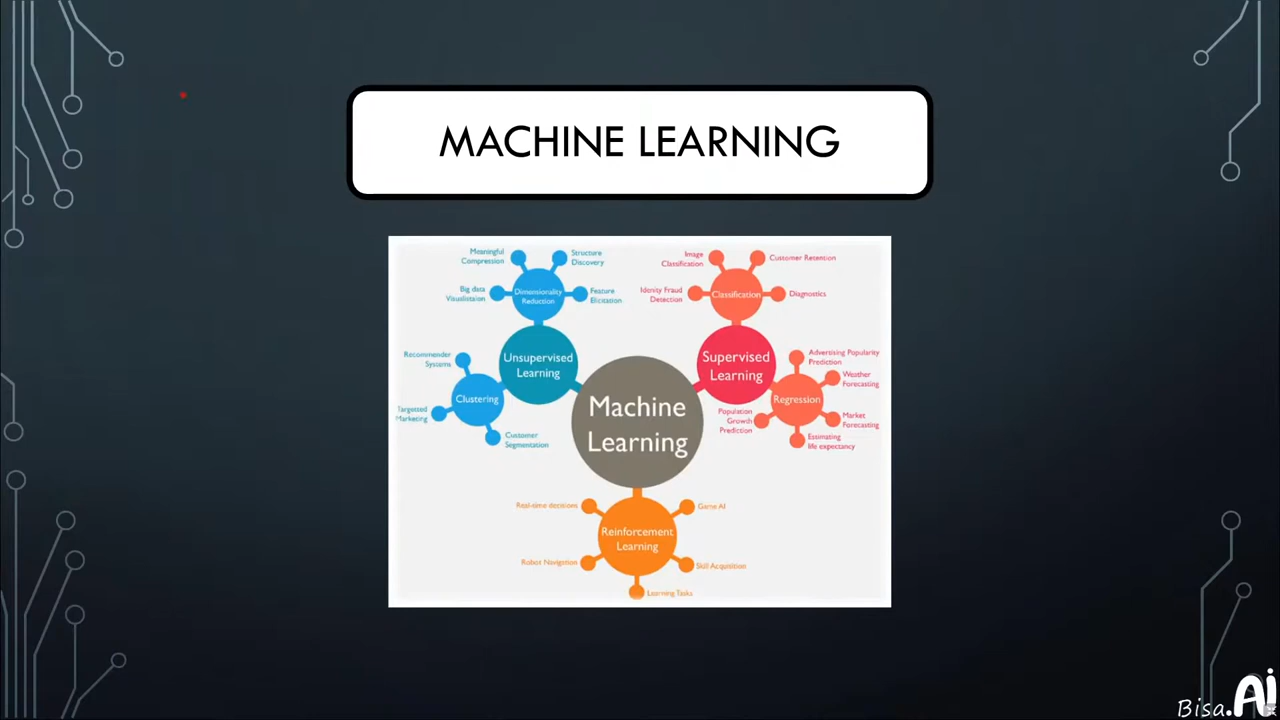 MACHINE LEARNING
Meaningful
Compression
Structure
Discovery
Big data
Visualistaion
Dimensionality
Reduction
Feature
Elicitation
Recommender
Systems
Unsupervised
Learning
Clustering
Targetted
Marketing
Customer
Segmentation
Machine
Learning
Image
Classification
Customer Retention
Idenity Fraud
Detection
Classification
Diagnostics
Supervised
Learning
Advertising Popularity
Prediction
Weather
Forecasting
Regression
Population
Growth
Prediction
Market
Forecasting
Estimating
life expectancy
Real-time decisions
Game AI
Reinforcement
Learning
Robot Navigation
Skill Acquisition
Learning Tasks
Bisa.Ai